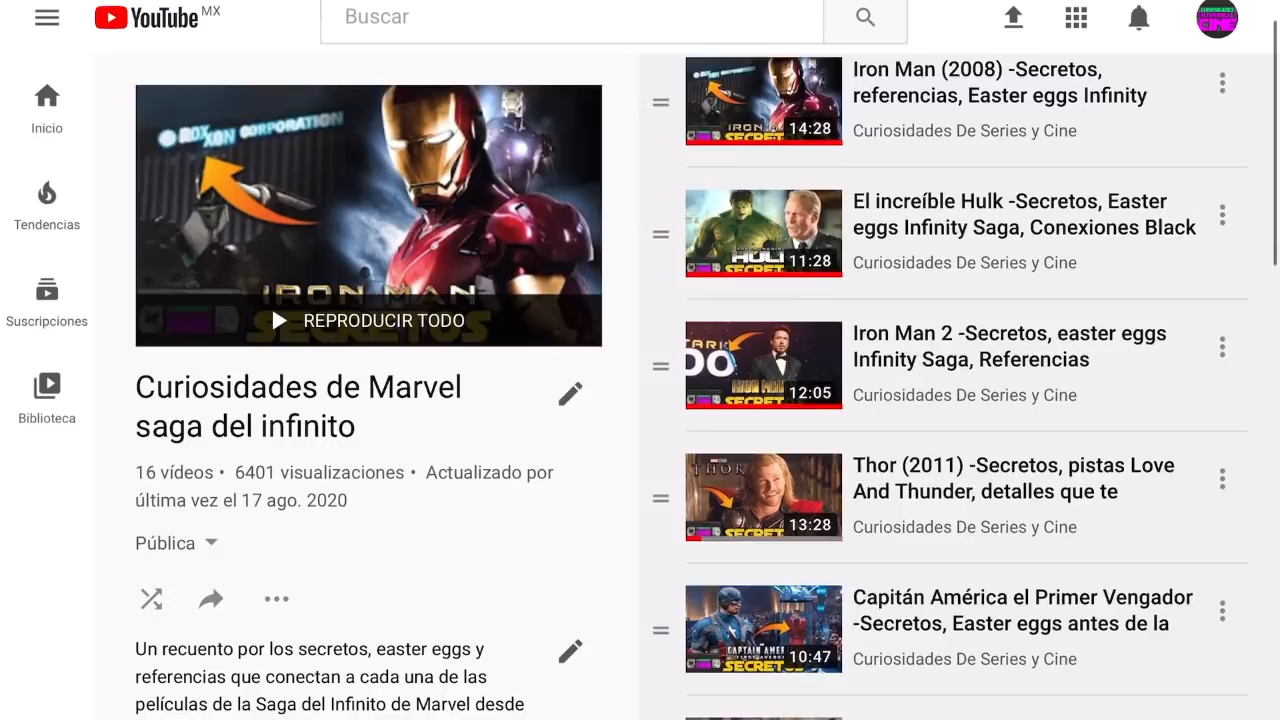 YouTube MX
Buscar
Inicio
Tendencias
Suscripciones
Biblioteca
ROXXON CORPORATION
IRON MAN
SECRETOS
REPRODUCIR TODO
Curiosidades de Marvel
saga del infinito
16 vídeos • 6401 visualizaciones • Actualizado por
última vez el 17 ago. 2020
Pública
Un recuento por los secretos, easter eggs y
referencias que conectan a cada una de las
películas de la Saga del Infinito de Marvel desde
14:28
Iron Man (2008) -Secretos,
referencias, Easter eggs Infinity
Curiosidades De Series y Cine
11:28
El increíble Hulk -Secretos, Easter
eggs Infinity Saga, Conexiones Black
Curiosidades De Series y Cine
12:05
Iron Man 2 -Secretos, easter eggs
Infinity Saga, Referencias
Curiosidades De Series y Cine
THOR
13:28
Thor (2011) -Secretos, pistas Love
And Thunder, detalles que te
Curiosidades De Series y Cine
10:47
Capitán América el Primer Vengador
-Secretos, Easter eggs antes de la
Curiosidades De Series y Cine